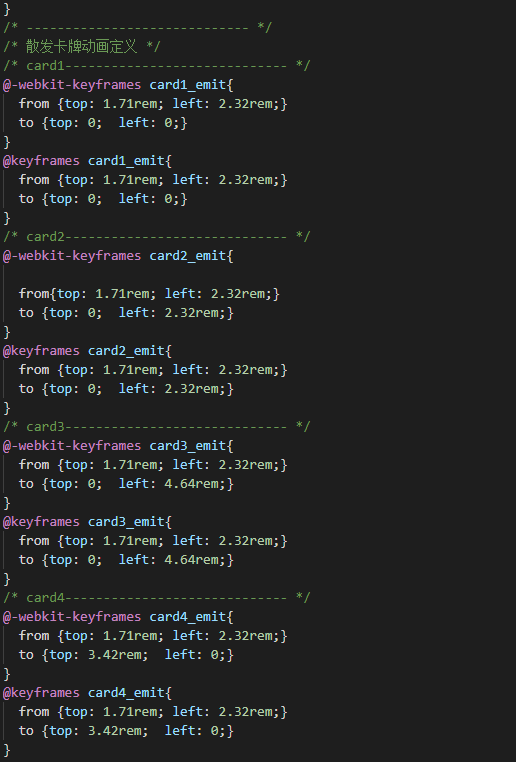 }
/* ----------------------------- */
/* 散发卡牌动画定义 */
/* card1----------------------------- */
@-webkit-keyframes card1_emit{
  from {top: 1.71rem; left: 2.32rem;}
  to {top: 0;  left: 0;}
}
@keyframes card1_emit{
  from {top: 1.71rem; left: 2.32rem;}
  to {top: 0;  left: 0;}
}
/* card2----------------------------- */
@-webkit-keyframes card2_emit{

  from{top: 1.71rem; left: 2.32rem;}
  to {top: 0;  left: 2.32rem;}
}
@keyframes card2_emit{
  from {top: 1.71rem; left: 2.32rem;}
  to {top: 0;  left: 2.32rem;}
}
/* card3----------------------------- */
@-webkit-keyframes card3_emit{
  from {top: 1.71rem; left: 2.32rem;}
  to {top: 0;  left: 4.64rem;}
}
@keyframes card3_emit{
  from {top: 1.71rem; left: 2.32rem;}
  to {top: 0;  left: 4.64rem;}
}
/* card4----------------------------- */
@-webkit-keyframes card4_emit{
  from {top: 1.71rem; left: 2.32rem;}
  to {top: 3.42rem;  left: 0;}
}
@keyframes card4_emit{
  from {top: 1.71rem; left: 2.32rem;}
  to {top: 3.42rem;  left: 0;}
}